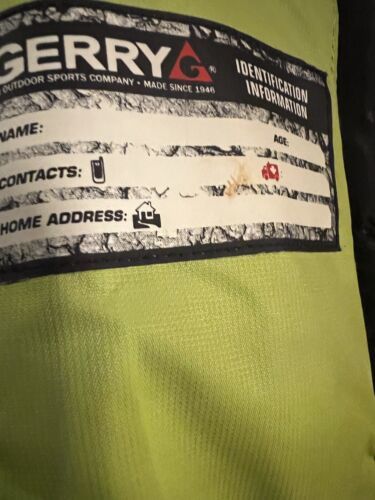 GERRY G ®
OUTDOOR SPORTS COMPANY • MADE SINCE 1946
IDENTIFICATION
INFORMATION
NAME:
AGE:
CONTACTS:
:
HOME ADDRESS: